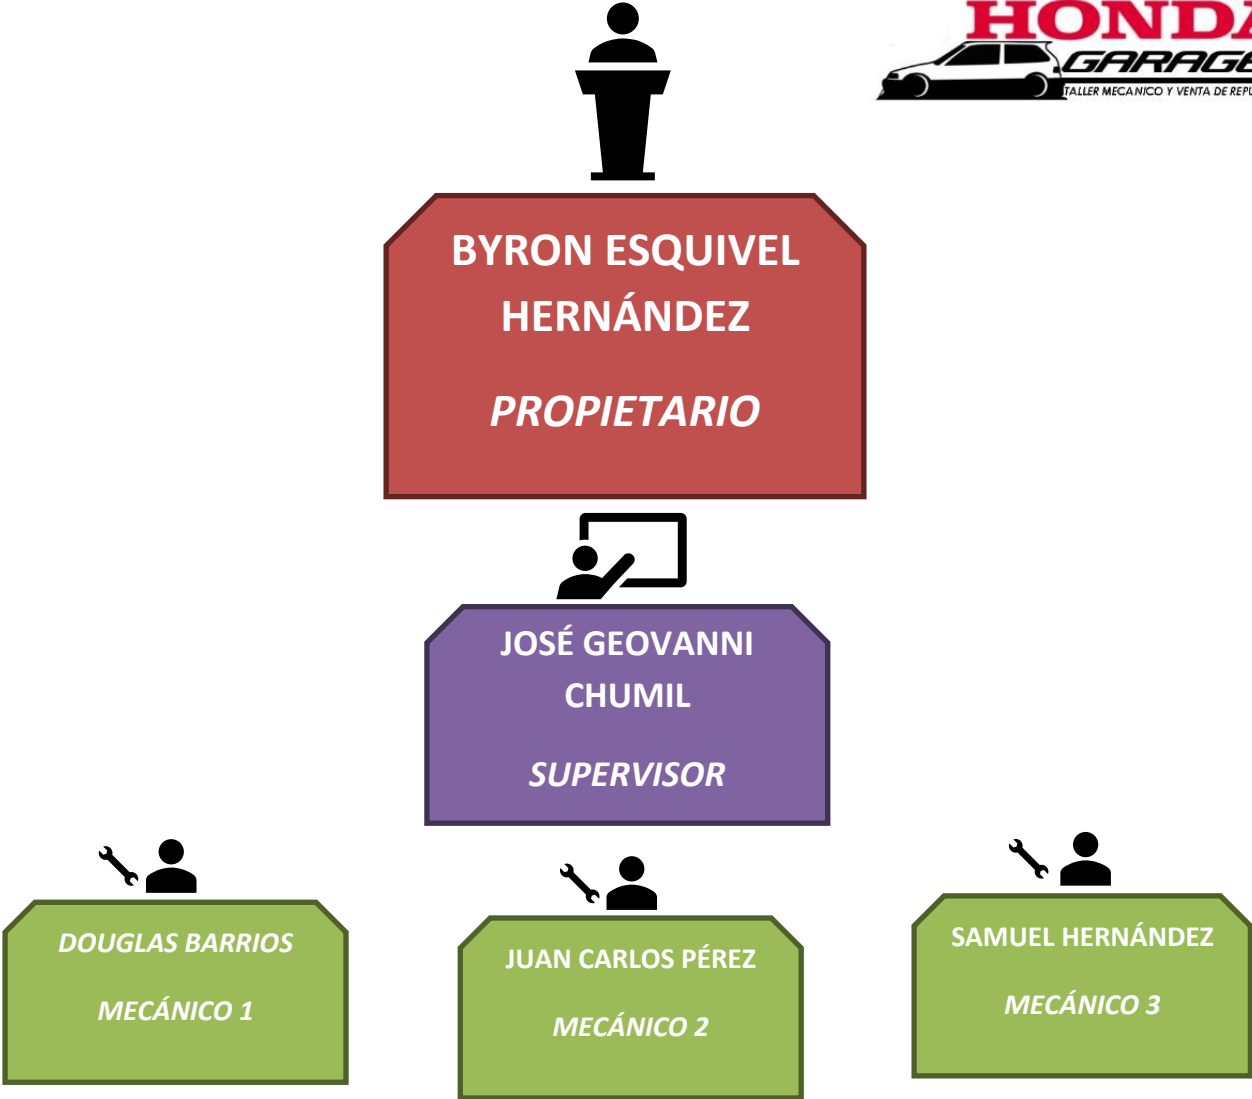 HONDA
GARAGE
TALLER MECANICO Y VENTA DE
BYRON ESQUIVEL
HERNÁNDEZ
PROPIETARIO
JOSÉ GEOVANNI
CHUMIL
SUPERVISOR
DOUGLAS BARRIOS
MECÁNICO 1
JUAN CARLOS PÉREZ
MECÁNICO 2
SAMUEL HERNÁNDEZ
MECÁNICO 3